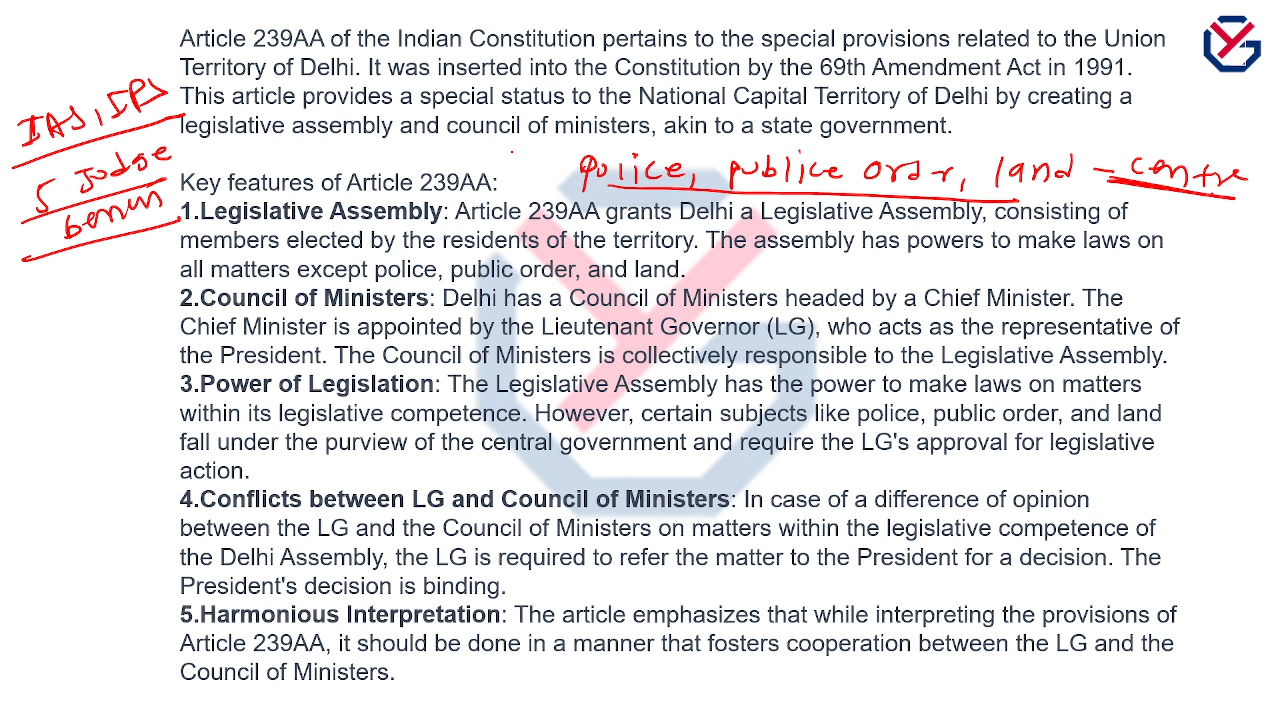 Article 239AA of the Indian Constitution pertains to the special provisions related to the Union
Territory of Delhi. It was inserted into the Constitution by the 69th Amendment Act in 1991.
This article provides a special status to the National Capital Territory of Delhi by creating a
legislative assembly and council of ministers, akin to a state government.
IAS, IPS
5 Judge
police, publice order, land - centre
Key features of Article 239AA:
1.Legislative Assembly: Article 239AA grants Delhi a Legislative Assembly, consisting of
members elected by the residents of the territory. The assembly has powers to make laws on
all matters except police, public order, and land.
2.Council of Ministers: Delhi has a Council of Ministers headed by a Chief Minister. The
Chief Minister is appointed by the Lieutenant Governor (LG), who acts as the representative of
the President. The Council of Ministers is collectively responsible to the Legislative Assembly.
3.Power of Legislation: The Legislative Assembly has the power to make laws on matters
within its legislative competence. However, certain subjects like police, public order, and land
fall under the purview of the central government and require the LG's approval for legislative
action.
4.Conflicts between LG and Council of Ministers: In case of a difference of opinion
between the LG and the Council of Ministers on matters within the legislative competence of
the Delhi Assembly, the LG is required to refer the matter to the President for a decision. The
President's decision is binding.
5.Harmonious Interpretation: The article emphasizes that while interpreting the provisions of
Article 239AA, it should be done in a manner that fosters cooperation between the LG and the
Council of Ministers.